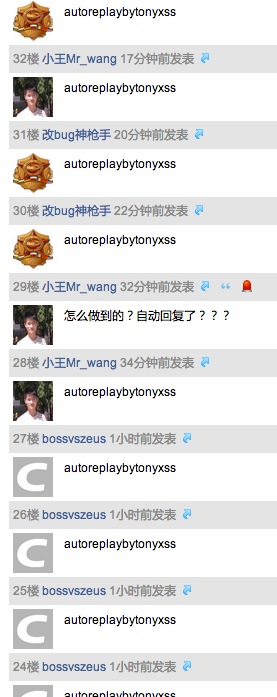 autoreplaybytonyxss
32楼 小王Mr_wang 17分钟前发表
autoreplaybytonyxss
31楼 改bug神枪手 20分钟前发表
autoreplaybytonyxss
30楼 改bug神枪手 22分钟前发表
autoreplaybytonyxss
29楼 小王Mr_wang 32分钟前发表
怎么做到的？自动回复了？？？
28楼 小王Mr_wang 34分钟前发表
autoreplaybytonyxss
27楼 bossvszeus 1小时前发表
autoreplaybytonyxss
26楼 bossvszeus 1小时前发表
autoreplaybytonyxss
25楼 bossvszeus 1小时前发表
autoreplaybytonyxss
24楼 bossvszeus 1小时前发表
autoreplaybytonyxss